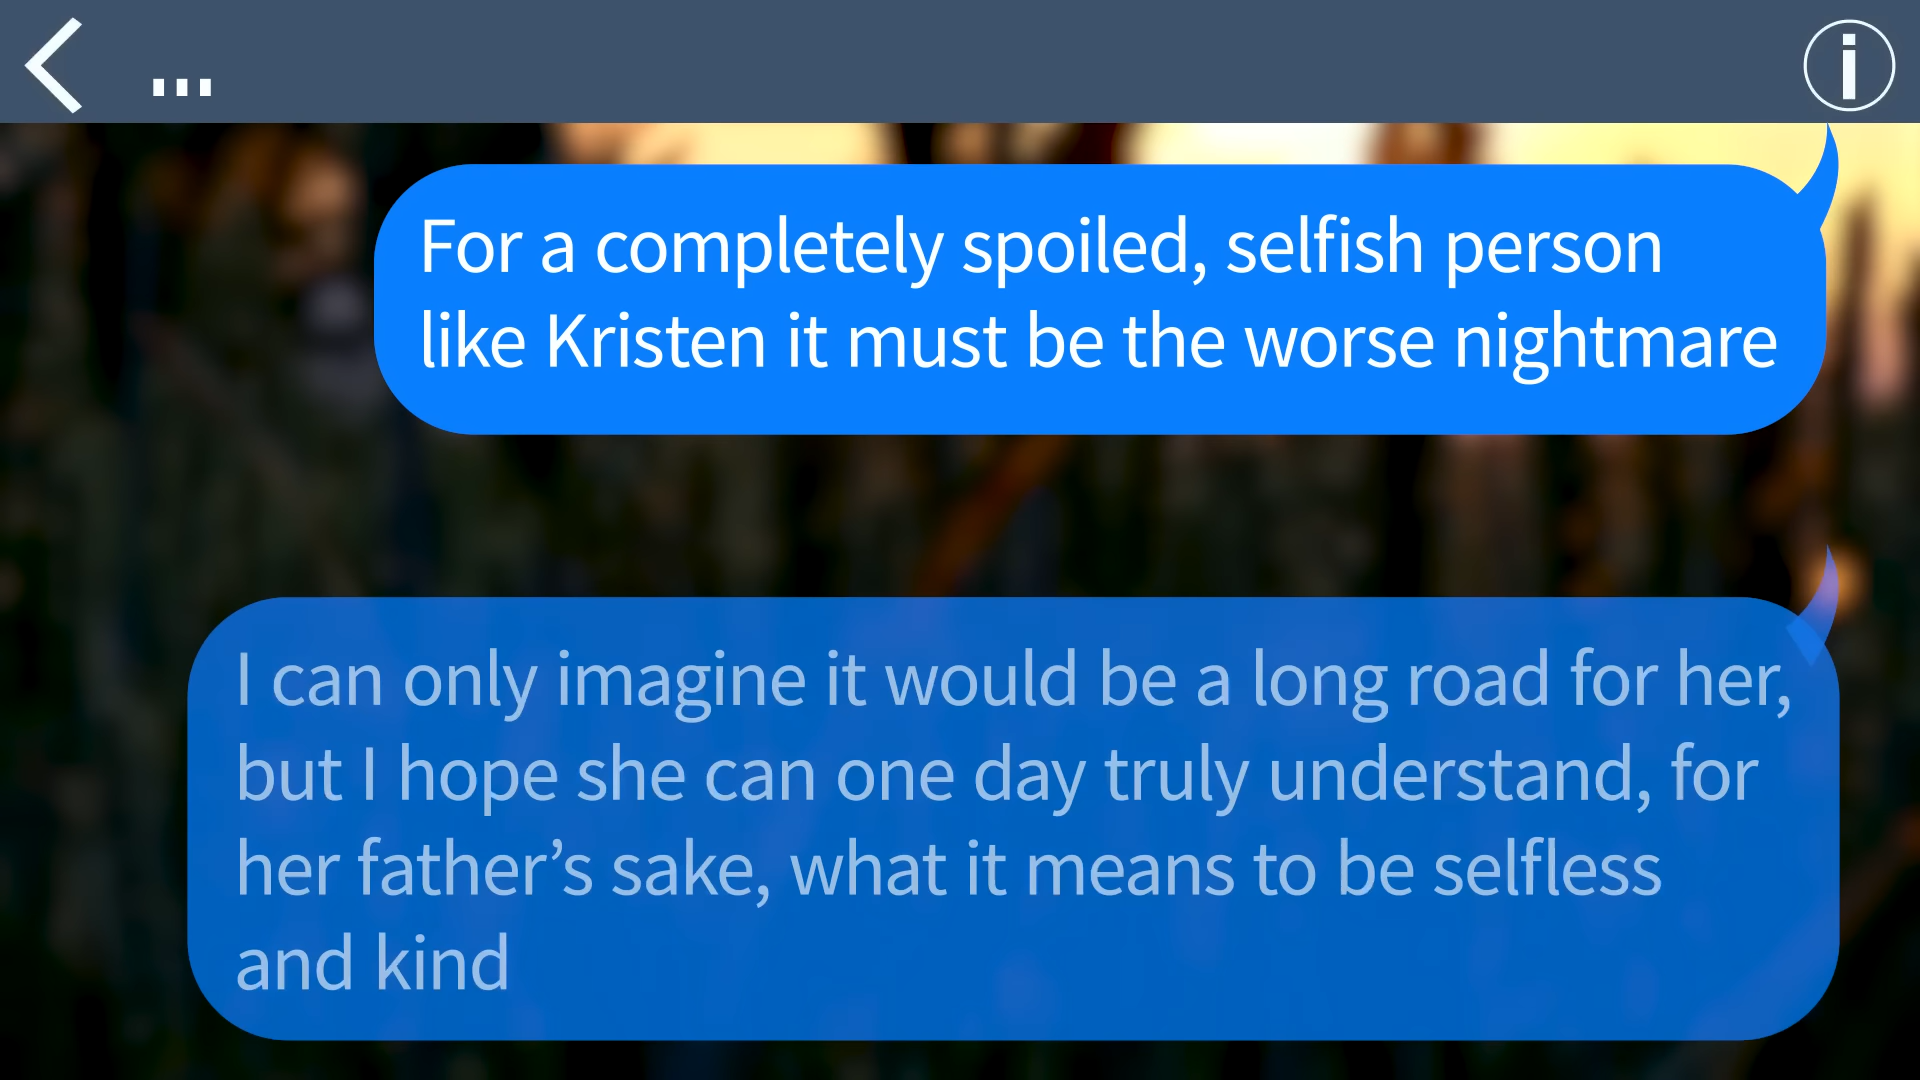 ...
For a completely spoiled, selfish person
like Kristen it must be the worse nightmare
I can only imagine it would be a long road for her,
but I hope she can one day truly understand, for
her father’s sake, what it means to be selfless
and kind